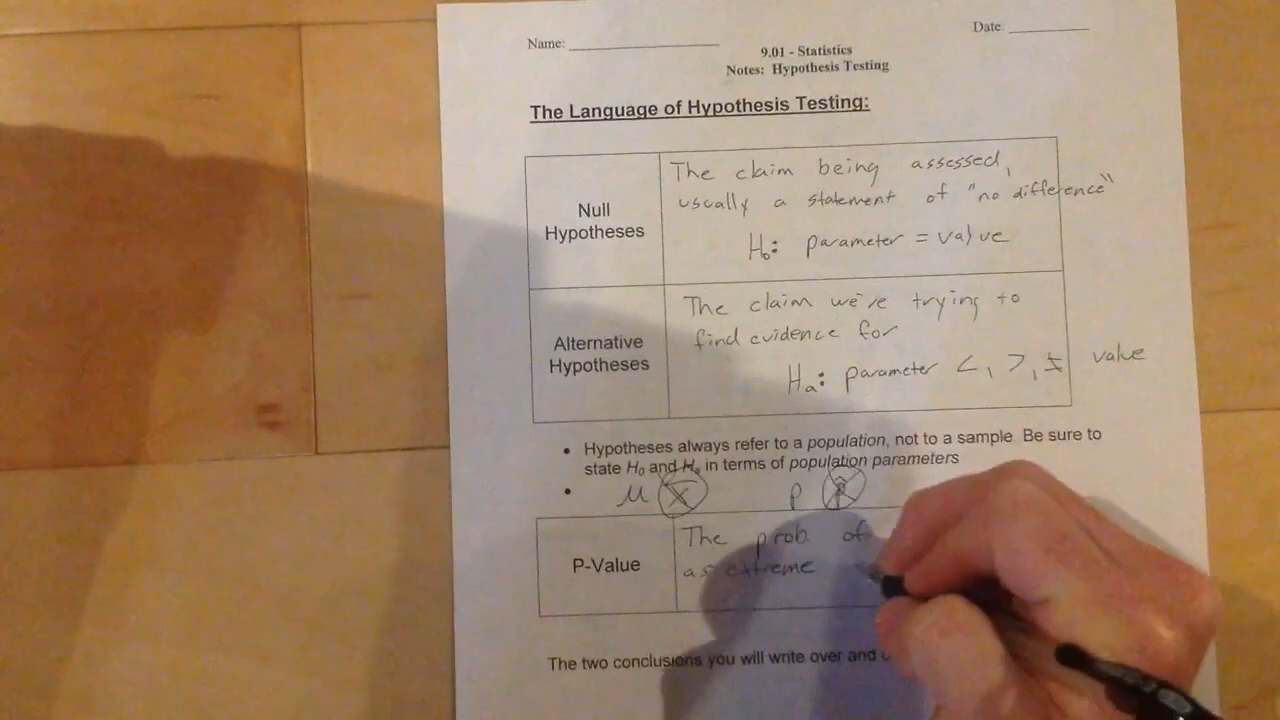 Name: ____________ Date: ________
9.01 - Statistics
Notes: Hypothesis Testing
The Language of Hypothesis Testing:
Null Hypotheses
The claim being assessed,
usually a statement of "no difference"
H₀: parameter = value
Alternative Hypotheses
The claim we're trying to
find evidence for
Hₐ: parameter <, >, ≠ value
• Hypotheses always refer to a population, not to a sample. Be sure to
state H₀ and Hₐ in terms of population parameters
• μ x̄ p p̂
P-Value
The prob. of
as extreme
The two conclusions you will write over and